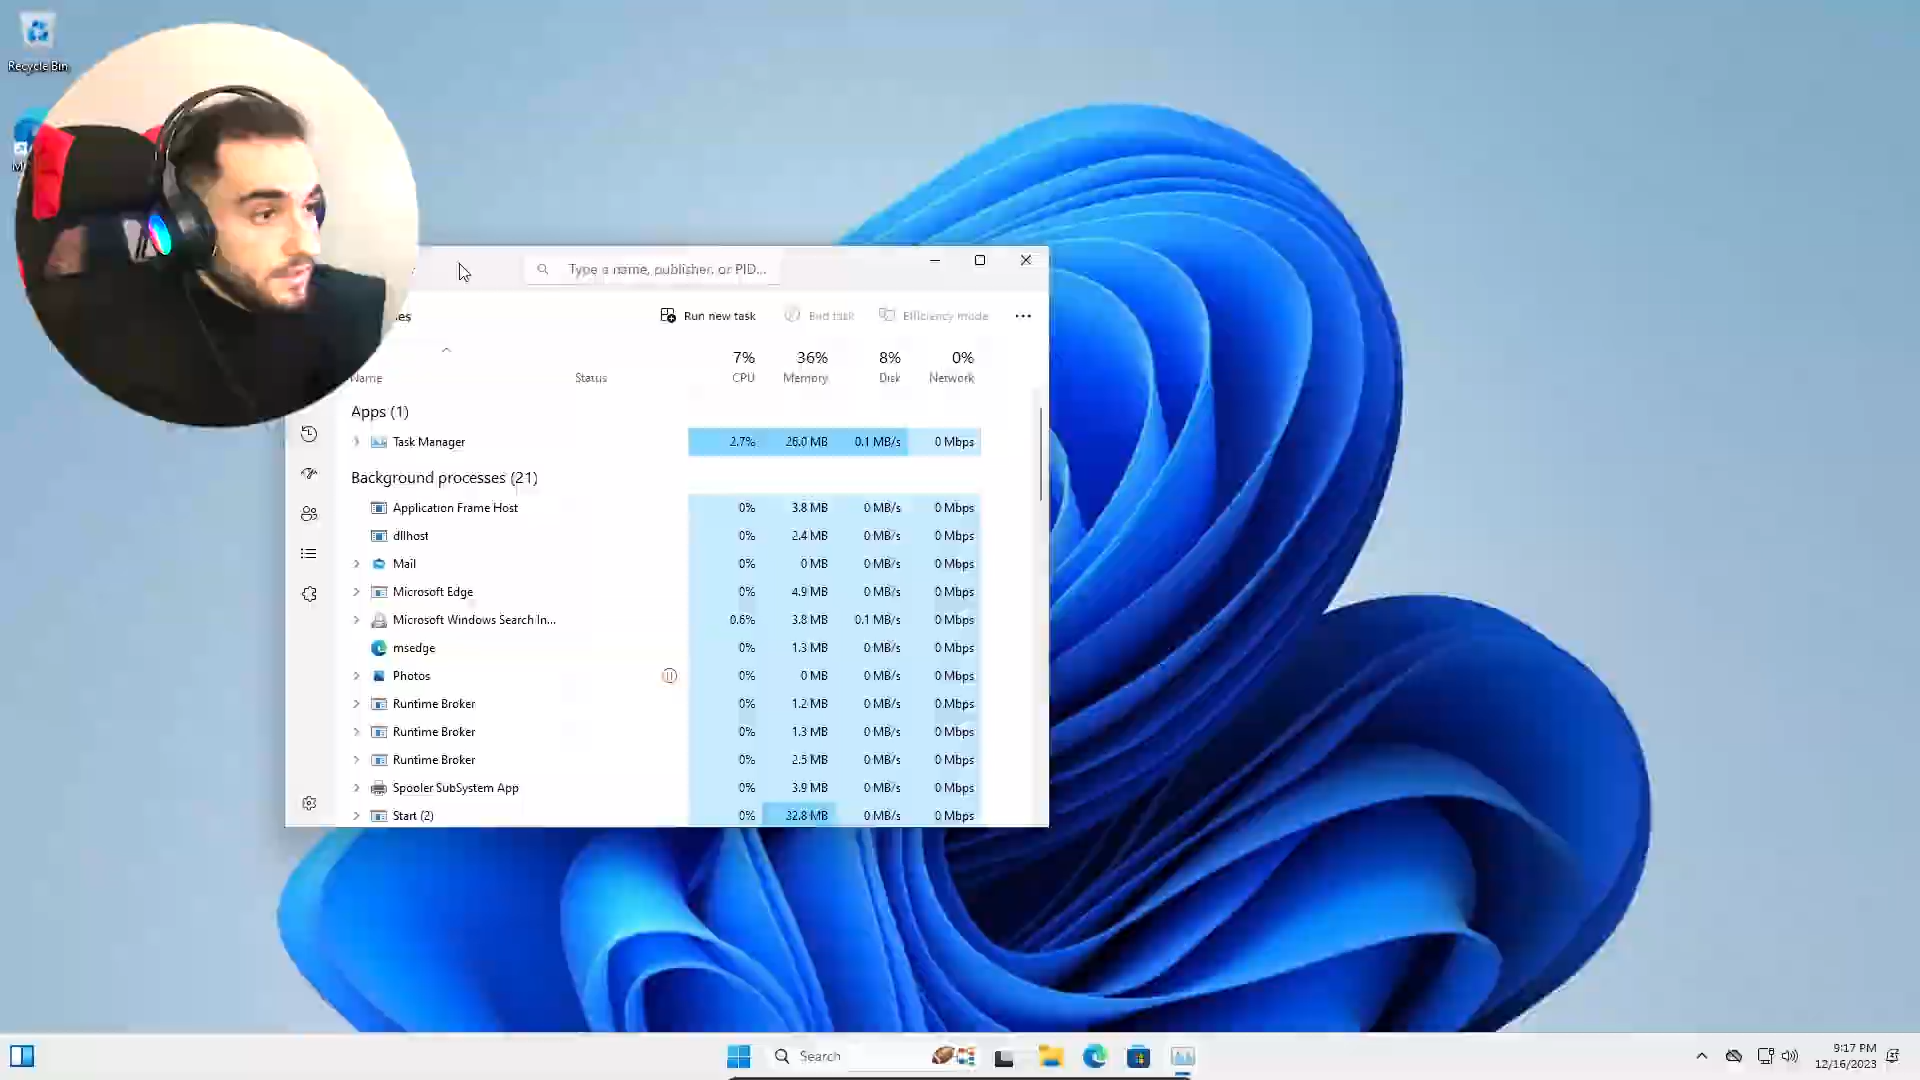 Recycle Bin
Type a name, publisher, or PID...
Run new task
End task
Efficiency mode
7%
36%
8%
0%
Name
Status
CPU
Memory
Disk
Network
Apps (1)
Task Manager 2.7% 26.0 MB 0.1 MB/s 0 Mbps
Background processes (21)
Application Frame Host 0% 3.8 MB 0 MB/s 0 Mbps
dllhost 0% 2.4 MB 0 MB/s 0 Mbps
Mail 0% 0 MB 0 MB/s 0 Mbps
Microsoft Edge 0% 4.9 MB 0 MB/s 0 Mbps
Microsoft Windows Search In... 0.6% 3.8 MB 0.1 MB/s 0 Mbps
msedge 0% 1.3 MB 0 MB/s 0 Mbps
Photos 0% 0 MB 0 MB/s 0 Mbps
Runtime Broker 0% 1.2 MB 0 MB/s 0 Mbps
Runtime Broker 0% 1.3 MB 0 MB/s 0 Mbps
Runtime Broker 0% 2.5 MB 0 MB/s 0 Mbps
Spooler SubSystem App 0% 3.9 MB 0 MB/s 0 Mbps
Start (2) 0% 32.8 MB 0 MB/s 0 Mbps
Search
9:17 PM
12/16/2023